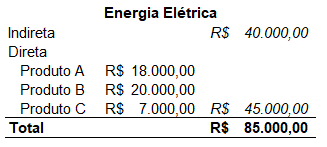 Energia Elétrica
Indireta R$ 40.000,00
Direta
Produto A R$ 18.000,00
Produto B R$ 20.000,00
Produto C R$ 7.000,00 R$ 45.000,00
Total R$ 85.000,00